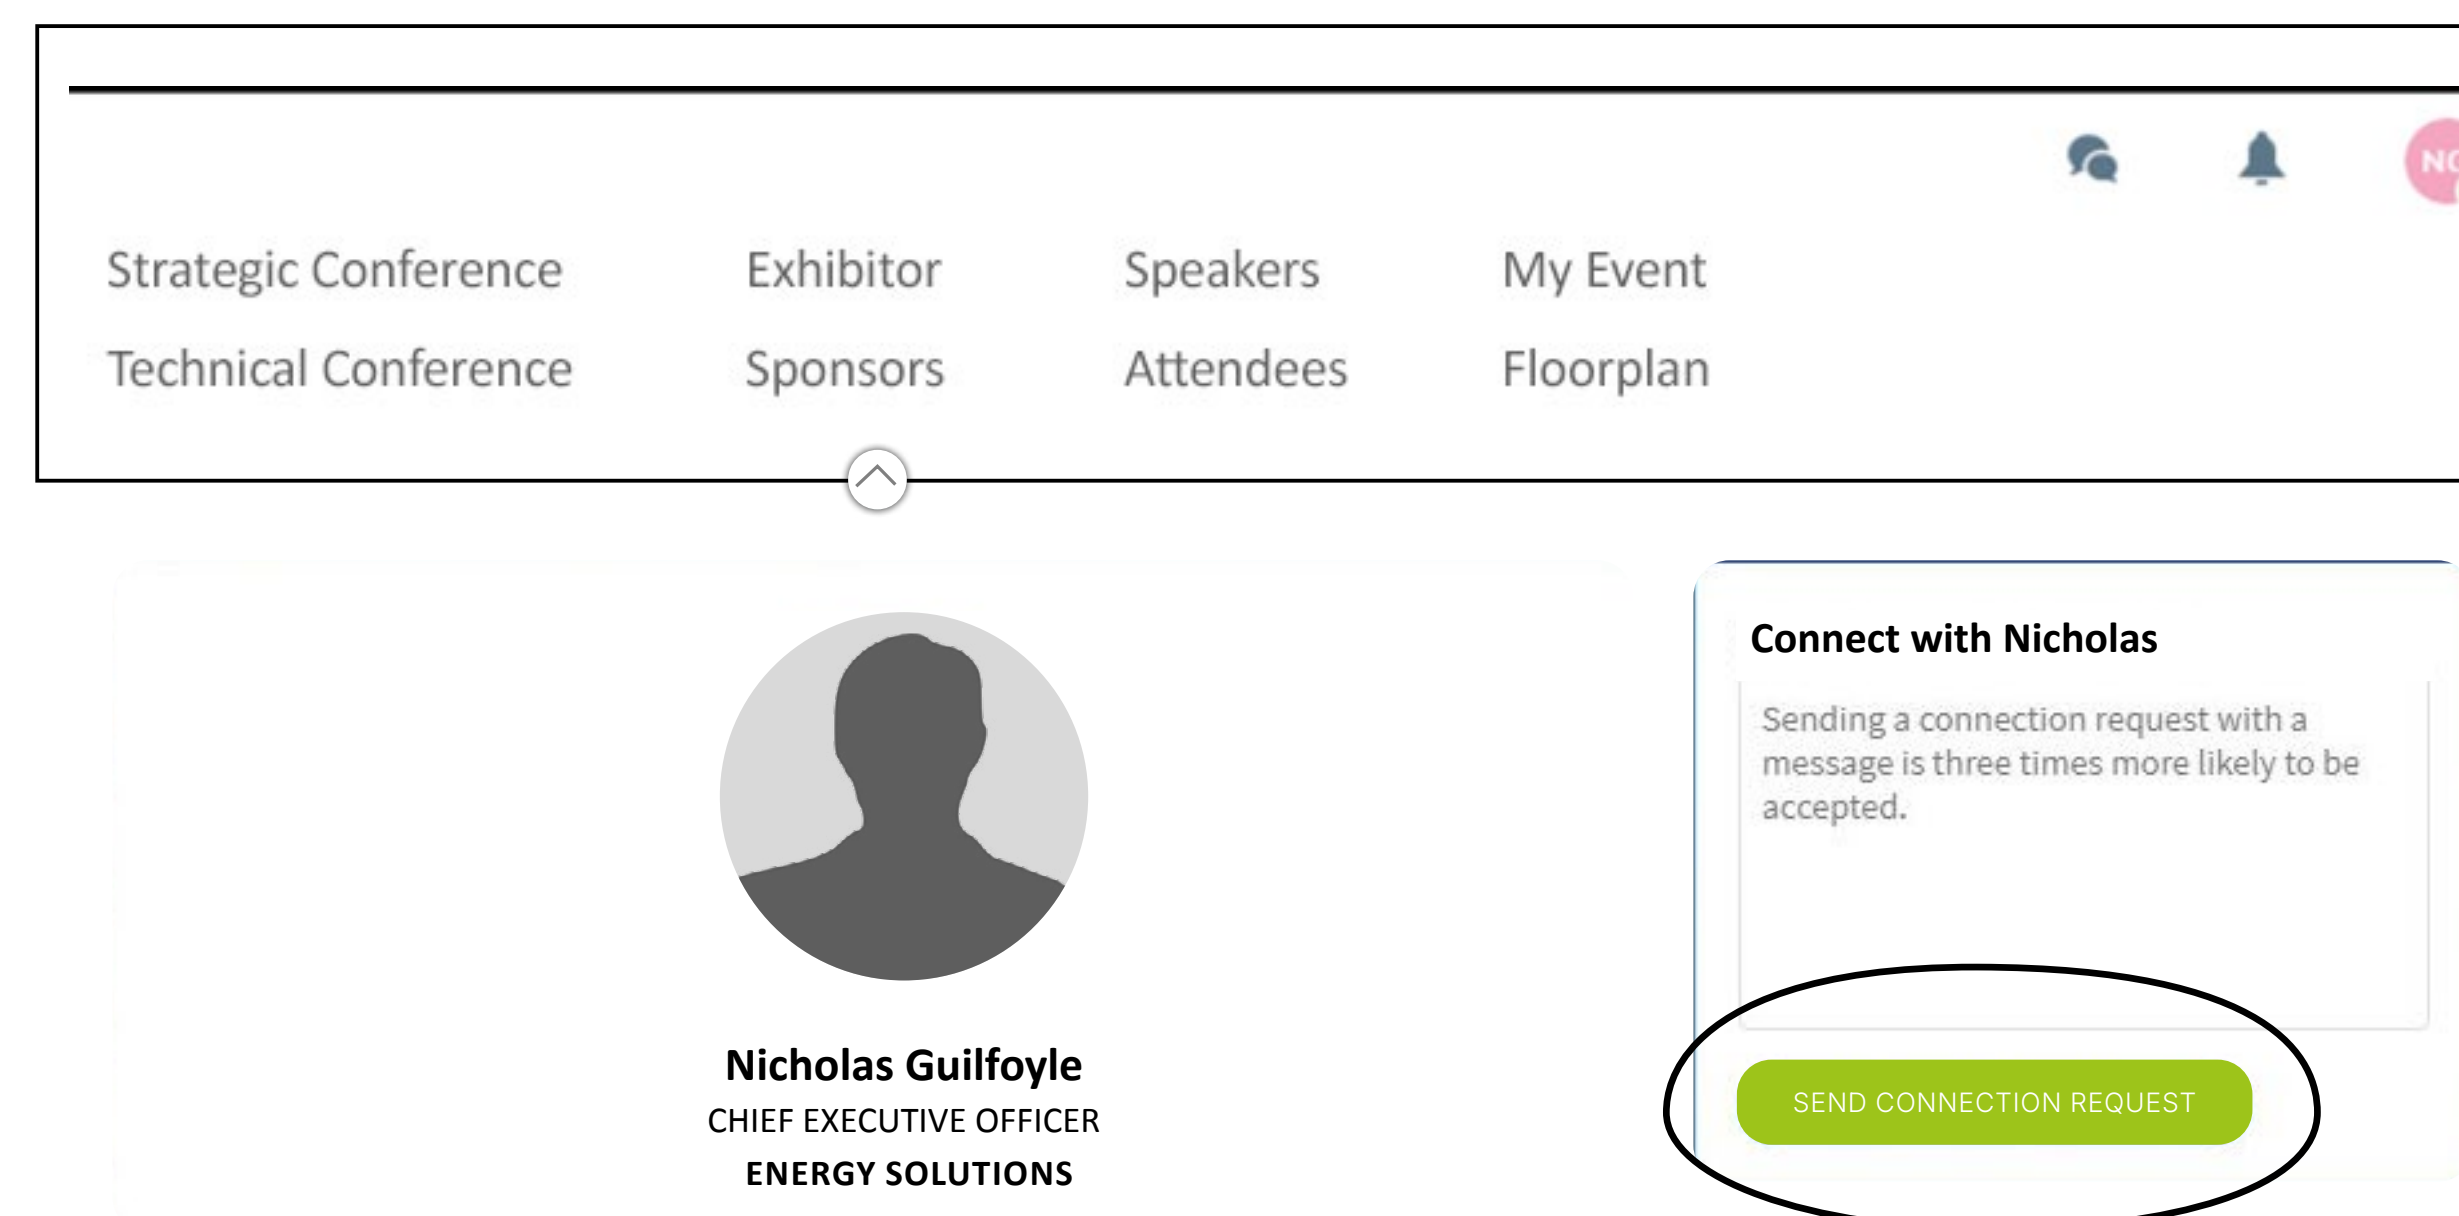 Strategic Conference Exhibitor Speakers My Event
Technical Conference Sponsors Attendees Floorplan
Nicholas Guilfoyle
CHIEF EXECUTIVE OFFICER
ENERGY SOLUTIONS
Connect with Nicholas
Sending a connection request with a
message is three times more likely to be
accepted.
SEND CONNECTION REQUEST